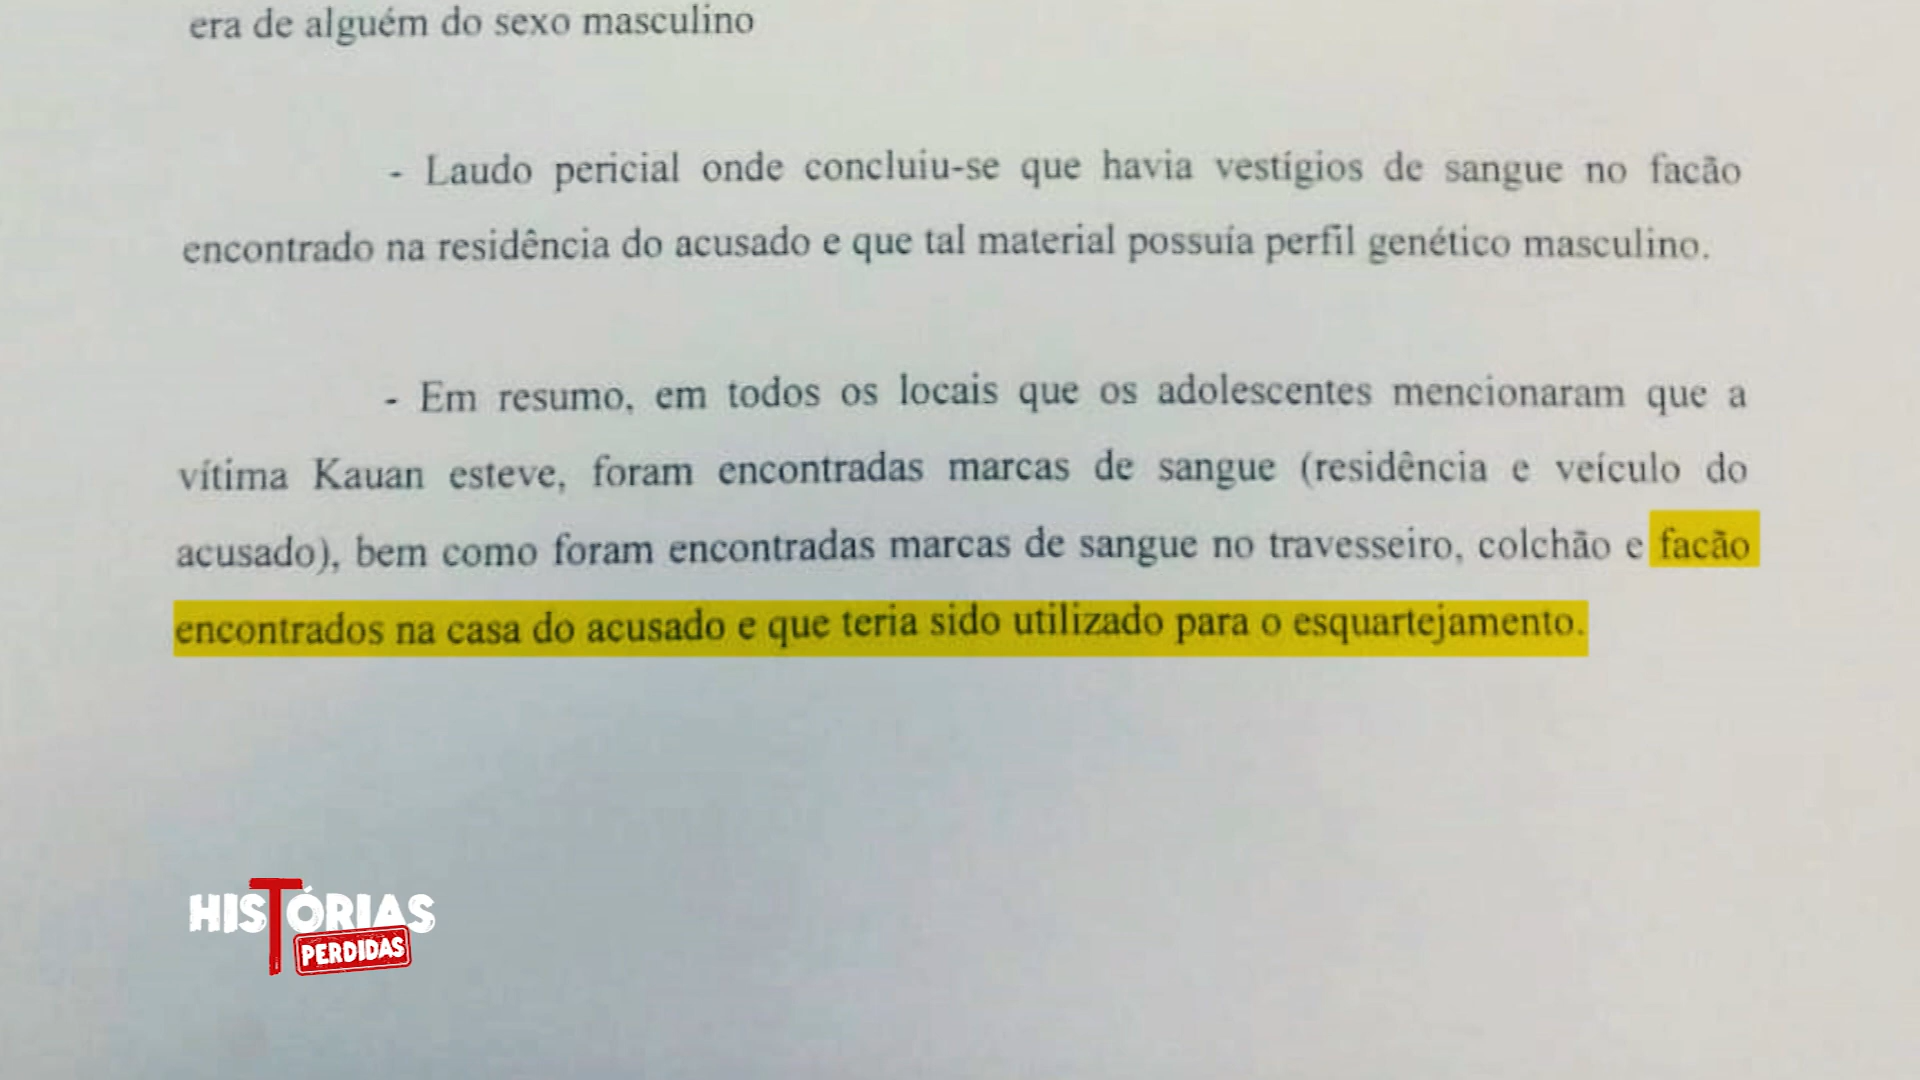 era de alguém do sexo masculino
- Laudo pericial onde concluiu-se que havia vestígios de sangue no facão
encontrado na residência do acusado e que tal material possuía perfil genético masculino.
- Em resumo, em todos os locais que os adolescentes mencionaram que a
vítima Kauan esteve, foram encontradas marcas de sangue (residência e veículo do
acusado), bem como foram encontradas marcas de sangue no travesseiro, colchão e facão
encontrados na casa do acusado e que teria sido utilizado para o esquartejamento.
HISTÓRIAS
PERDIDAS